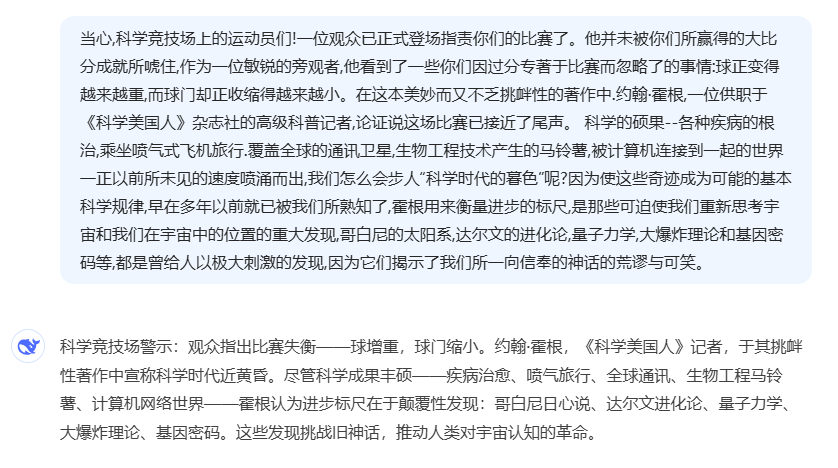 当心,科学竞技场上的运动员们!一位观众已正式登场指责你们的比赛了。他并未被你们所赢得的大比
分成就所唬住,作为一位敏锐的旁观者,他看到了一些你们因过分专著于比赛而忽略了的事情:球正变得
越来越重,而球门却正收缩得越来越小。在这本美妙而又不乏挑衅性的著作中.约翰·霍根,一位供职于
《科学美国人》杂志社的高级科普记者,论证说这场比赛已接近了尾声。 科学的硕果--各种疾病的根
治,乘坐喷气式飞机旅行.覆盖全球的通讯卫星,生物工程技术产生的马铃薯,被计算机连接到一起的世界
一正以前所未见的速度喷涌而出,我们怎么会步人“科学时代的暮色”呢?因为使这些奇迹成为可能的基本
科学规律,早在多年以前就已被我们所熟知了,霍根用来衡量进步的标尺,是那些可迫使我们重新思考宇
宙和我们在宇宙中的位置的重大发现,哥白尼的太阳系,达尔文的进化论,量子力学,大爆炸理论和基因密
码等,都是曾给人以极大刺激的发现,因为它们揭示了我们所一向信奉的神话的荒谬与可笑。
科学竞技场警示：观众指出比赛失衡——球增重，球门缩小。约翰·霍根，《科学美国人》记者，于其挑衅
性著作中宣称科学时代近黄昏。尽管科学成果丰硕——疾病治愈、喷气旅行、全球通讯、生物工程马铃
薯、计算机网络世界——霍根认为进步标尺在于颠覆性发现：哥白尼日心说、达尔文进化论、量子力学、
大爆炸理论、基因密码。这些发现挑战旧神话，推动人类对宇宙认知的革命。